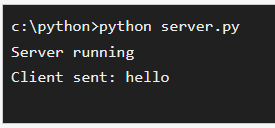 c:\python>python server.py
Server running
Client sent: hello